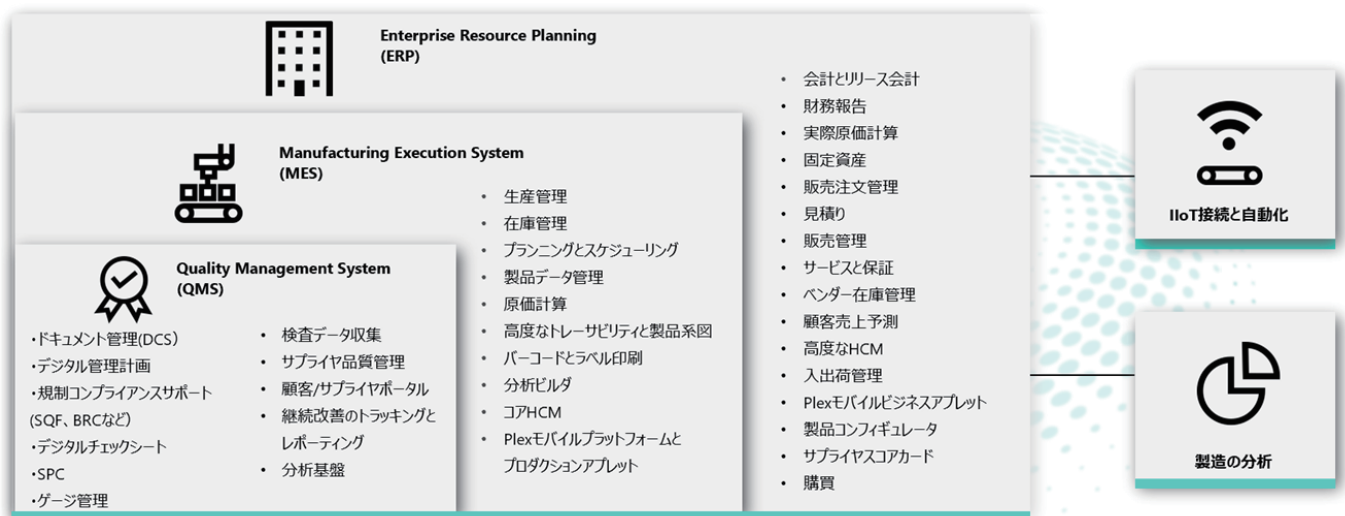 Enterprise Resource Planning
(ERP)
・会計とリリース会計
・財務報告
・実際原価計算
・固定資産
・販売注文管理
・見積り
・販売管理
・サービスと保証
・ベンダー在庫管理
・顧客売上予測
・高度なHCM
・入出荷管理
・Plexモバイルビジネスアプレット
・製品コンフィギュレータ
・サプライヤスコアカード
・購買
Manufacturing Execution System
(MES)
・生産管理
・在庫管理
・プランニングとスケジューリング
・製品データ管理
・原価計算
・高度なトレーサビリティと製品系図
・バーコードとラベル印刷
・分析ビルダ
・コアHCM
・Plexモバイルプラットフォームと
プロダクションアプレット
Quality Management System
(QMS)
・ドキュメント管理(DCS)
・デジタル管理計画
・規制コンプライアンスサポート
(SQF、BRCなど)
・デジタルチェックシート
・SPC
・ゲージ管理
・検査データ収集
・サプライヤ品質管理
・顧客/サプライヤポータル
・継続改善のトラッキングと
レポーティング
・分析基盤
IIoT接続と自動化
製造の分析